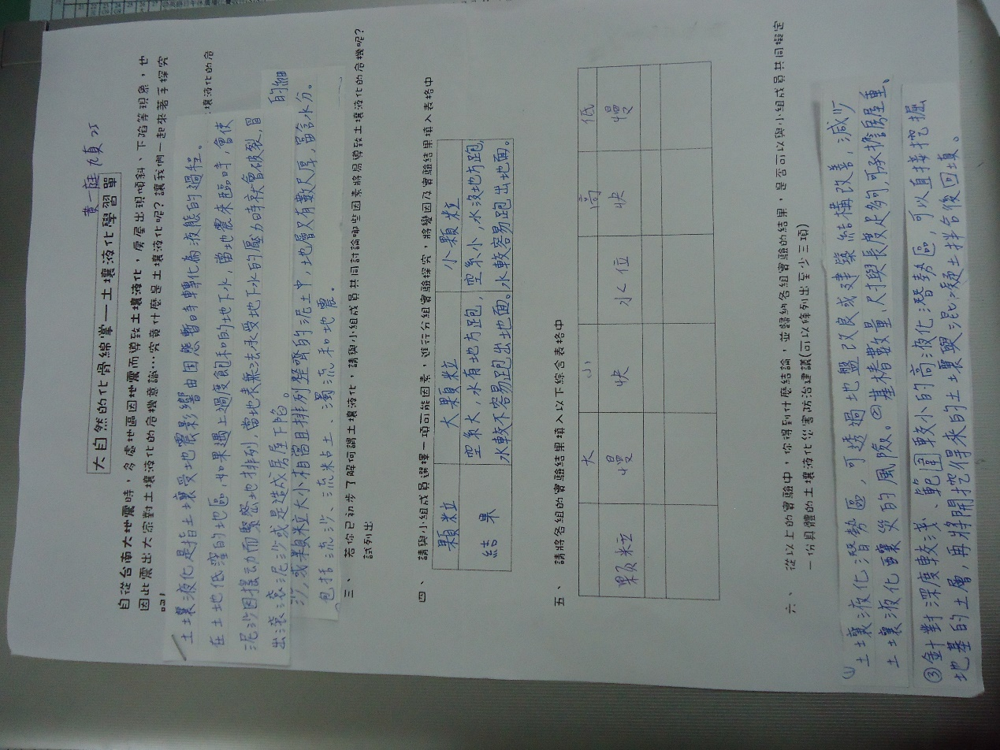 黃庭頎
大自然的化骨綿掌—土壤液化學習單
自從台南大地震時，多處地區因地震而導致土壤液化，房屋出現傾斜、下陷等現象，也
因此震出大眾對土壤液化的危機意識…究竟什麼是土壤液化呢？讓我們一起來著手探究
吧！
壤液化的危
土壤液化是指土壤受地震影響由固態暫時轉化為液態的過程。
在土地低窪的地區，如果遇上過度飽和的地下水，當地震來臨時，會使
泥沙因搖動而緊密地排列，當地表無法承受地下水的壓力時就會破裂，冒
出滾滾泥沙或是造成房屋下陷。
的細
沙，或果顆粒大小相當且排列整齊的泥土中，地層又有數尺厚，富含水分。
包括流沙、流粘土、濁流和地震。
三、 若你已初步了解何謂土壤液化，請與小組成員共同討論哪些因素將易導致土壤液化的危機呢？
試列出
四、 請與小組成員選擇一項可能因素，進行分組實驗探究，將變因及實驗結果填入表格中
顆粒 大顆粒 小顆粒
結果 空系大，水有地方跑， 空系小，水沒地方跑，
水較不容易跑出地面。 水較容易跑出地面。
五、 請將各組的實驗結果填入以下綜合表格中
大 小 高 低
顆粒 慢 快 水位 快 慢
六、 從以上的實驗中，你得到什麼結論，並歸納各組實驗的結果，是否可以與小組成員共同擬定
一份具體的土壤液化災害防治建議(可以條列出至少三項)
(1) 土壤液化潛勢區，可透過地盤改良或建築結構改善，減少
土壤液化釀災的風險。②基樁數量、尺寸與長度足夠，可承擔房屋重、
③針對深度較淺、範圍較小的高液化潛勢區，可以直接挖掘
地基的土層，再將開挖得來的土壤與混凝土拌合後回填。